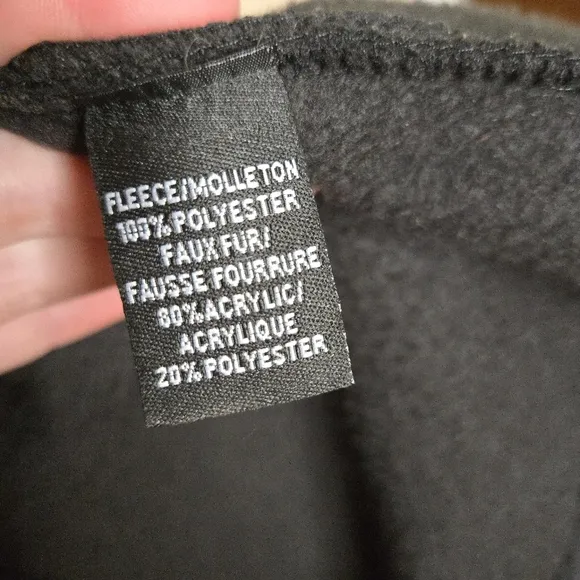 FLEECE/MOLLETON
100% POLYESTER
FAUX FUR/
FAUSSE FOURRURE
80% ACRYLIC/
ACRYLIQUE
20% POLYESTER